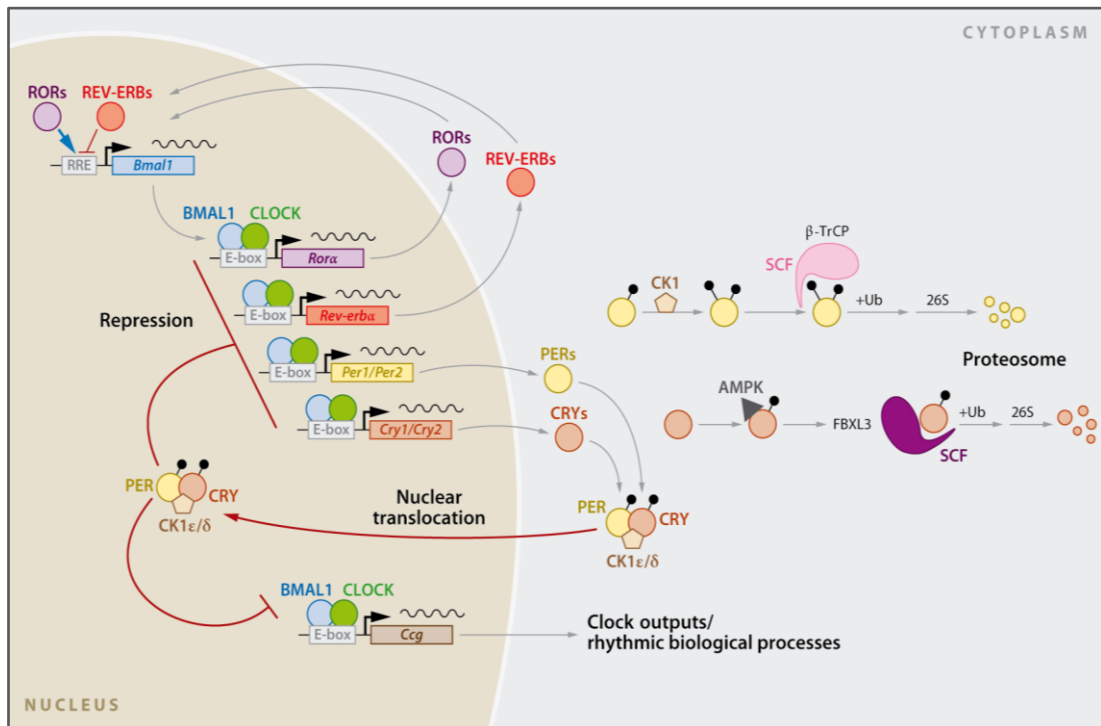 CYTOPLASM
RORs REV-ERBs
RRE Bmal1
RORs
REV-ERBs
BMAL1 CLOCK
E-box Rorα
β-TrCP
SCF
CK1
+Ub 26S
E-box Rev-erbα
Repression
E-box Per1/Per2
PERs
Proteosome
AMPK
CRYs
E-box Cry1/Cry2
FBXL3
+Ub 26S
SCF
PER
CRY
CK1ε/δ
Nuclear
translocation
PER
CRY
CK1ε/δ
BMAL1 CLOCK
E-box Ccg
Clock outputs/
rhythmic biological processes
NUCLEUS